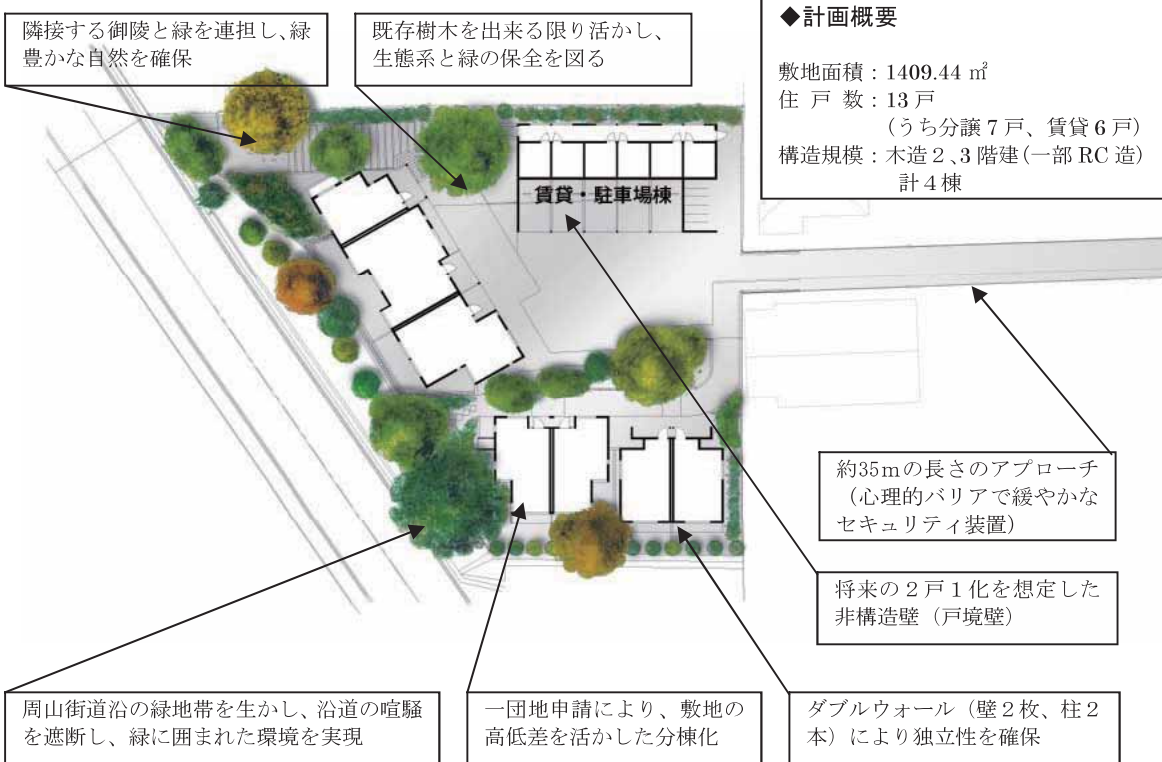 隣接する御陵と緑を連担し、緑
豊かな自然を確保
既存樹木を出来る限り活かし、
生態系と緑の保全を図る
◆計画概要
敷地面積：1409.44 ㎡
住 戸 数：13 戸
（うち分譲 7 戸、賃貸 6 戸）
構造規模：木造２、３階建（一部 RC 造）
計４棟
賃貸・駐車場棟
約35mの長さのアプローチ
（心理的バリアで緩やかな
セキュリティ装置）
将来の２戸１化を想定した
非構造壁（戸境壁）
周山街道沿の緑地帯を生かし、沿道の喧騒
を遮断し、緑に囲まれた環境を実現
一団地申請により、敷地の
高低差を活かした分棟化
ダブルウォール（壁２枚、柱２
本）により独立性を確保